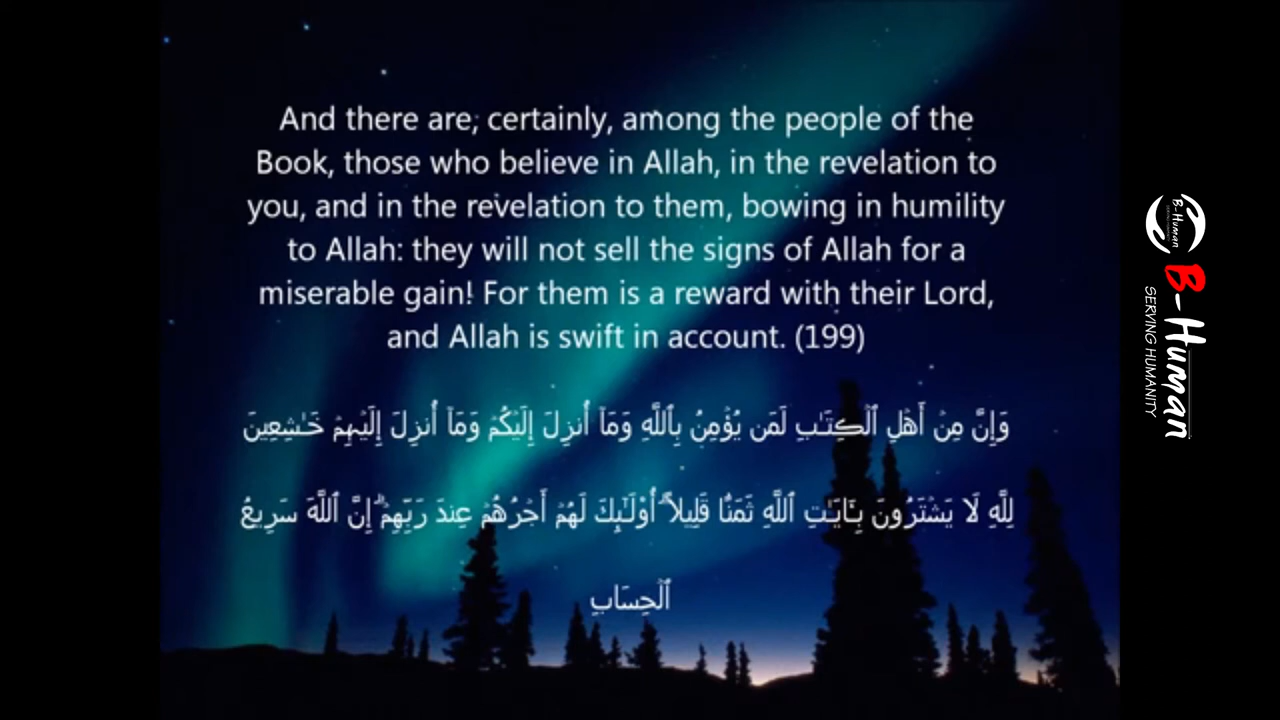 And there are, certainly, among the people of the
Book, those who believe in Allah, in the revelation to
you, and in the revelation to them, bowing in humility
to Allah: they will not sell the signs of Allah for a
miserable gain! For them is a reward with their Lord,
and Allah is swift in account. (199)
وَإِنَّ مِنْ أَهْلِ ٱلْكِتَـٰبِ لَمَن يُؤْمِنُ بِٱللَّهِ وَمَآ أُنزِلَ إِلَيْكُمْ وَمَآ أُنزِلَ إِلَيْہِمْ خَـٰشِعِينَ
لِلَّهِ لَا يَشْتَرُونَ بِـَٔايَـٰتِ ٱللَّهِ ثَمَنًا قَلِيلاً‌ۗ أُوْلَـٰٓٮِٕكَ لَهُمْ أَجْرُهُمْ عِندَ رَبِّهِمْ‌ۗ إِنَّ ٱللَّهَ سَرِيعُ
ٱلْحِسَابِ
B-Human
B-Human
SERVING HUMANITY